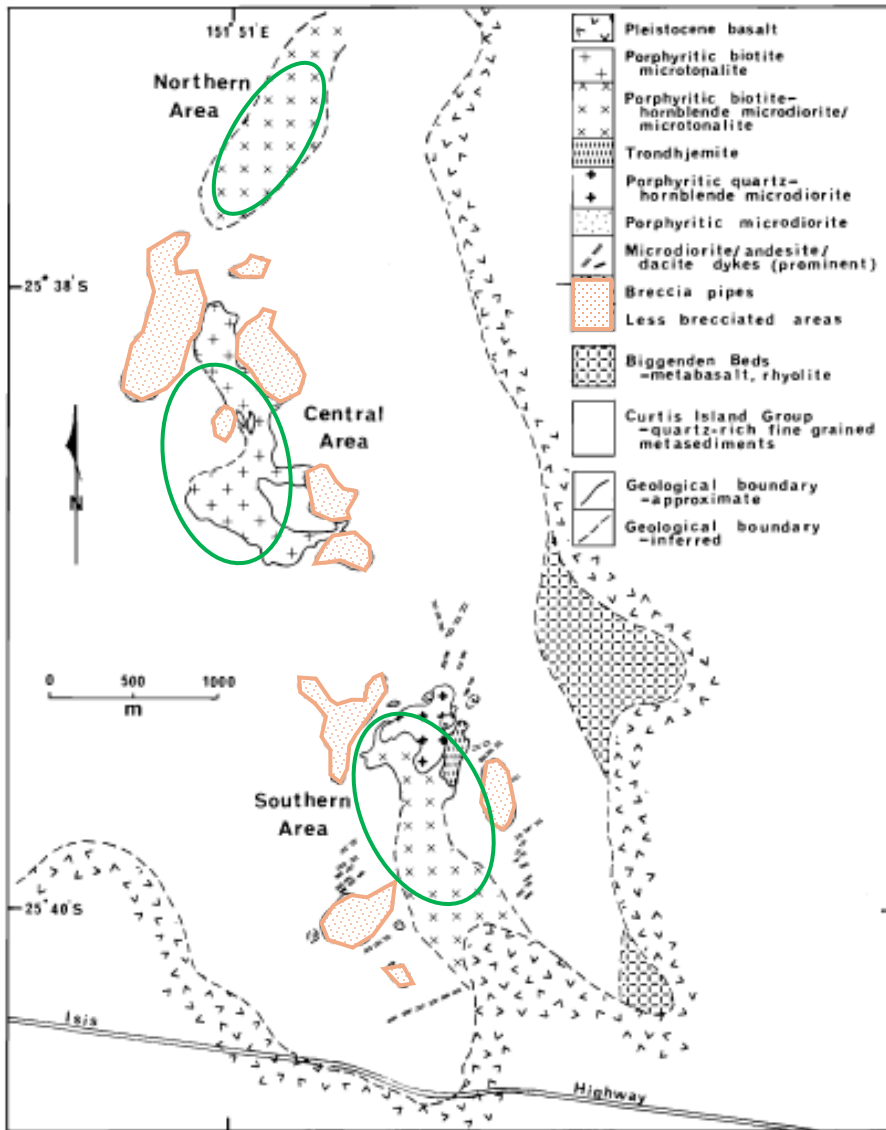 151 51 E
Northern
Area
25° 38 S
Central
Area
N
0 500 1000
m
Southern
Area
25° 40 S
Isis
Highway
Pleistocene basalt
Porphyritic biotite
microtonalite
Porphyritic biotite-
hornblende microdiorite/
microtonalite
Trondhjemite
Porphyritic quartz-
hornblende microdiorite
Porphyritic microdiorite
Microdiorite/andesite/
dacite dykes (prominent)
Breccia pipes
Less brecciated areas
Biggenden Beds
-metabasalt, rhyolite
Curtis Island Group
-quartz-rich fine grained
metasediments
Geological boundary
-approximate
Geological boundary
-inferred